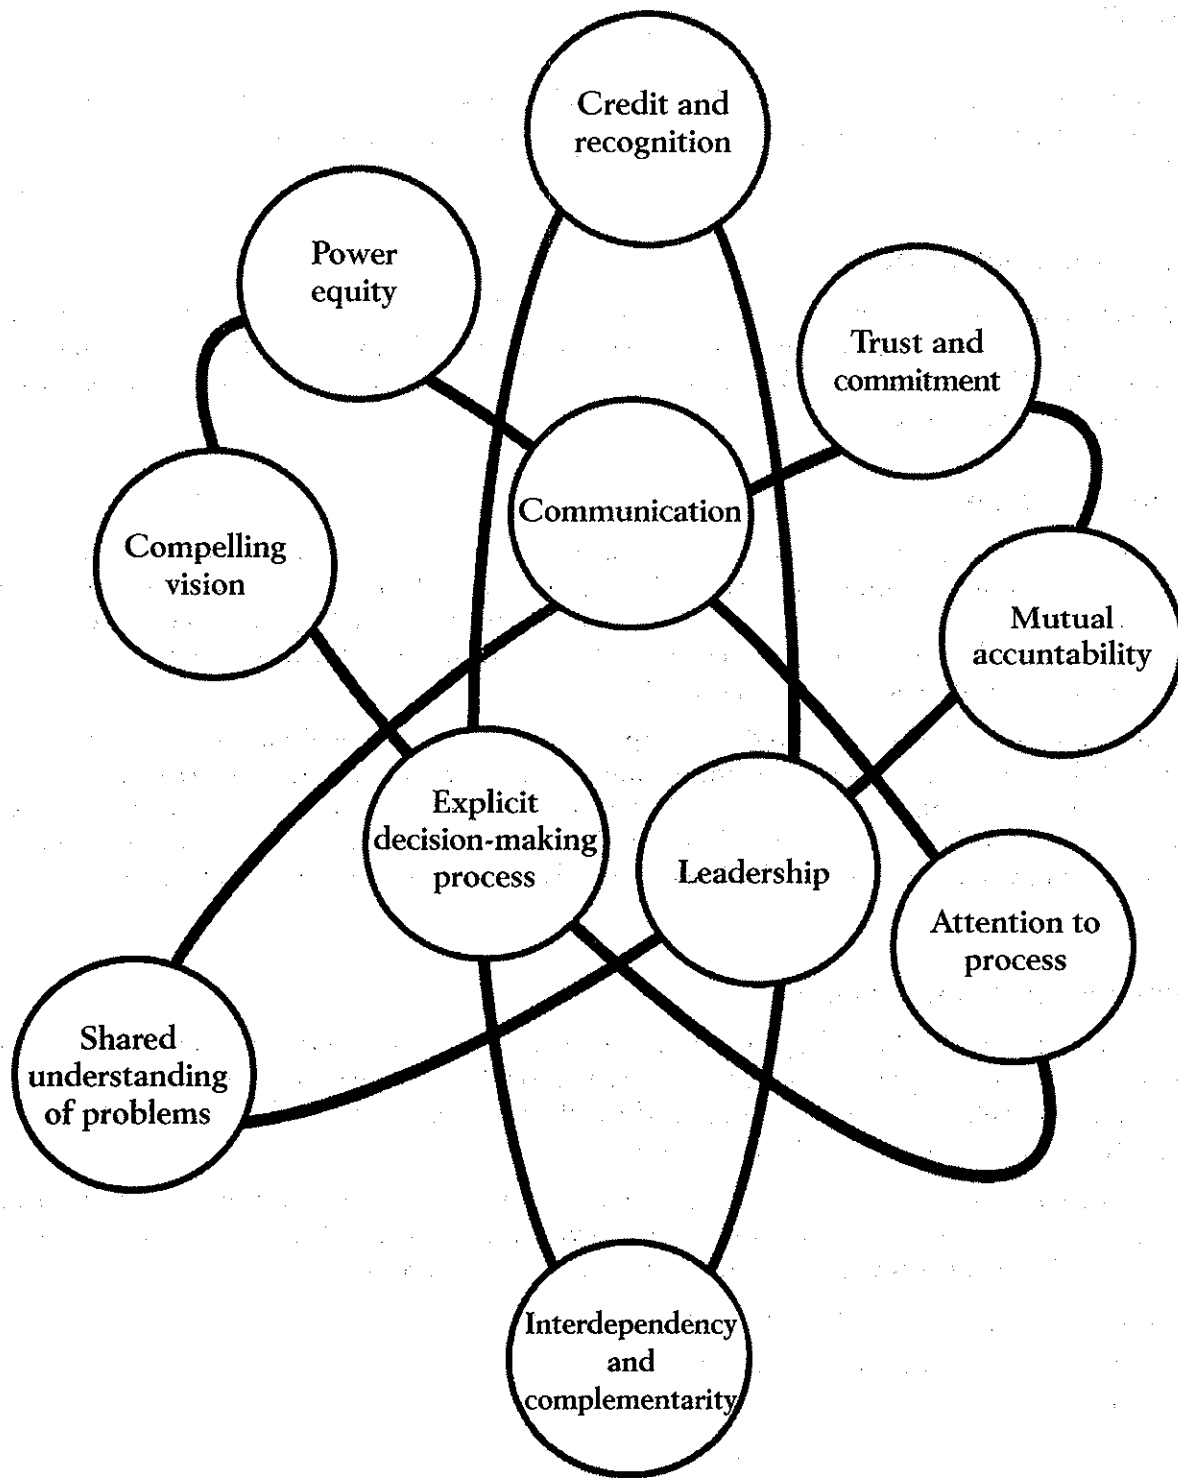 Credit and
recognition
Power
equity
Trust and
commitment
Communication
Compelling
vision
Mutual
accuntability
Explicit
decision-making
process
Leadership
Attention to
process
Shared
understanding
of problems
Interdependency
and
complementarity